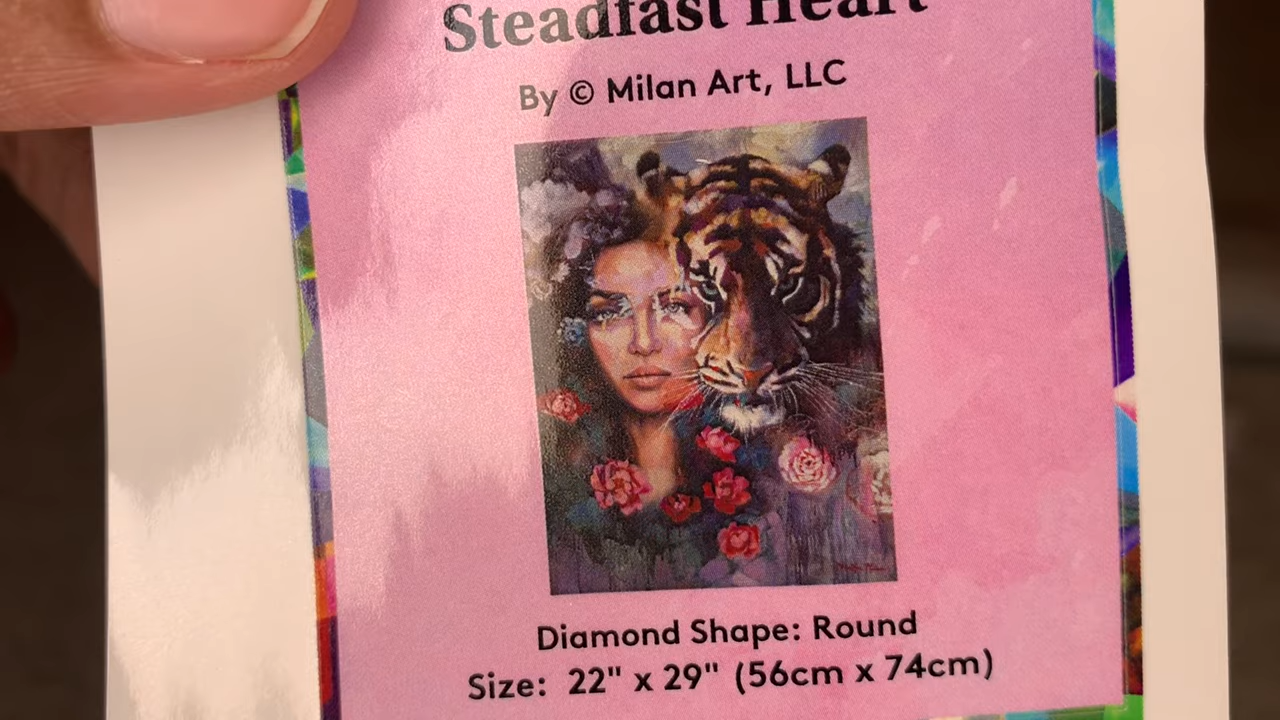 Steadfast Heart
By © Milan Art, LLC
Diamond Shape: Round
Size: 22" x 29" (56cm x 74cm)